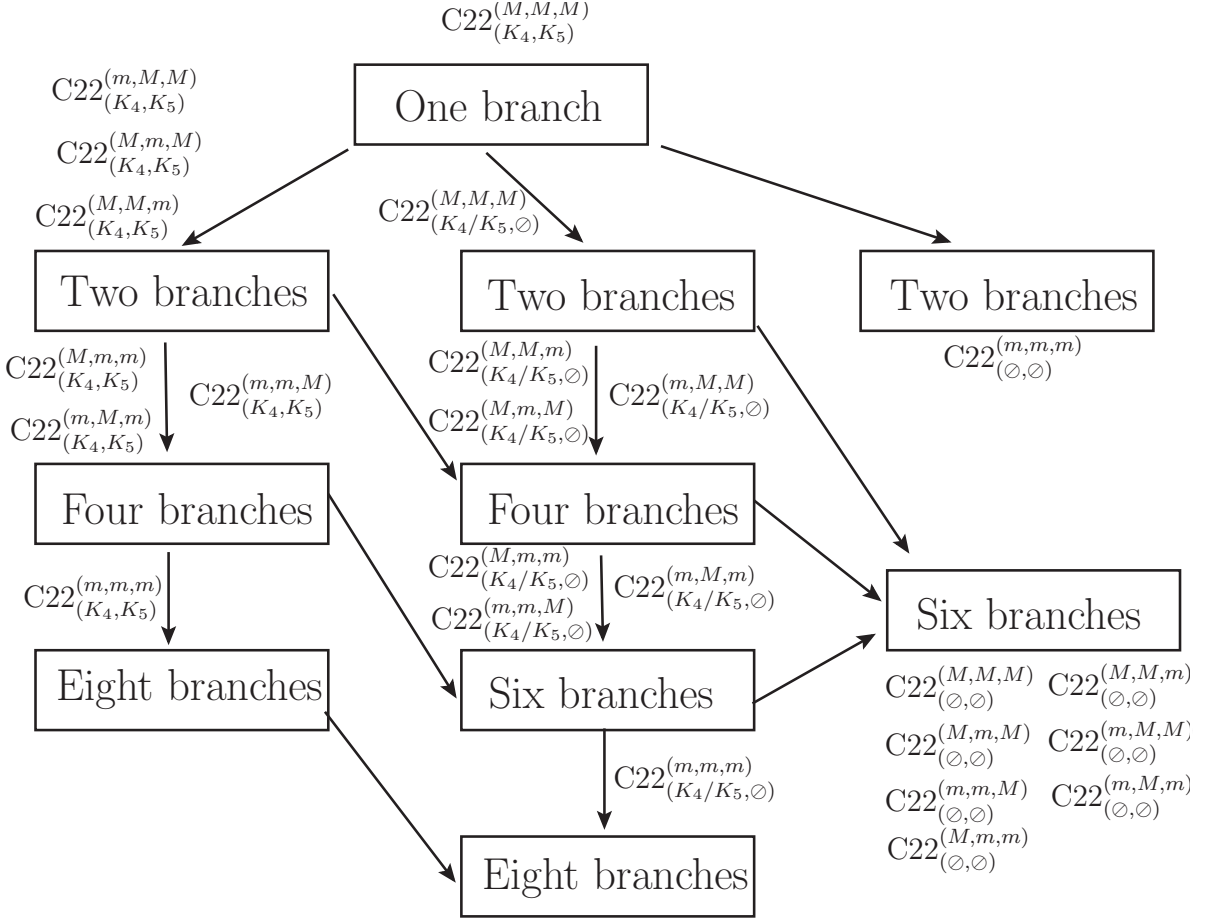 C22^{(M,M,M)}_{(K_4,K_5)}
One branch
C22^{(m,M,M)}_{(K_4,K_5)}
C22^{(M,m,M)}_{(K_4,K_5)}
C22^{(M,M,m)}_{(K_4,K_5)}
C22^{(M,M,M)}_{(K_4/K_5,∅)}
Two branches
Two branches
Two branches
C22^{(m,m,m)}_{(∅,∅)}
C22^{(M,m,m)}_{(K_4,K_5)}
C22^{(m,m,M)}_{(K_4,K_5)}
C22^{(m,M,m)}_{(K_4,K_5)}
C22^{(M,M,m)}_{(K_4/K_5,∅)}
C22^{(m,M,M)}_{(K_4/K_5,∅)}
C22^{(M,m,M)}_{(K_4/K_5,∅)}
Four branches
Four branches
C22^{(m,m,m)}_{(K_4,K_5)}
C22^{(M,m,m)}_{(K_4/K_5,∅)}
C22^{(m,M,m)}_{(K_4/K_5,∅)}
C22^{(m,m,M)}_{(K_4/K_5,∅)}
Six branches
Eight branches
Six branches
C22^{(M,M,M)}_{(∅,∅)}
C22^{(M,M,m)}_{(∅,∅)}
C22^{(M,m,M)}_{(∅,∅)}
C22^{(m,M,M)}_{(∅,∅)}
C22^{(m,m,M)}_{(∅,∅)}
C22^{(m,M,m)}_{(∅,∅)}
C22^{(M,m,m)}_{(∅,∅)}
C22^{(m,m,m)}_{(K_4/K_5,∅)}
Eight branches